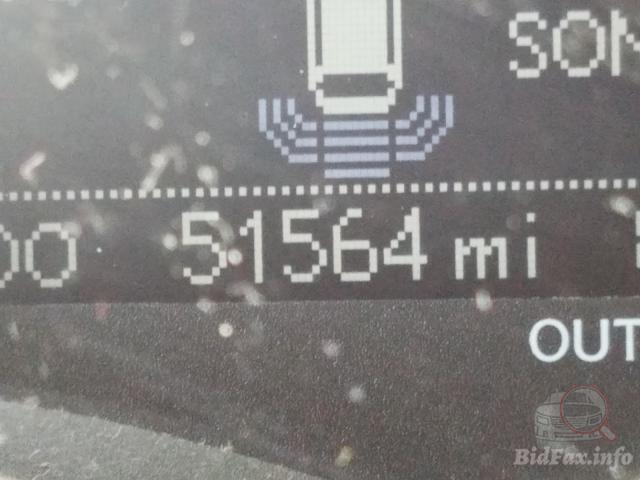 SON
00 51564 mi
OUT
BidFax.info